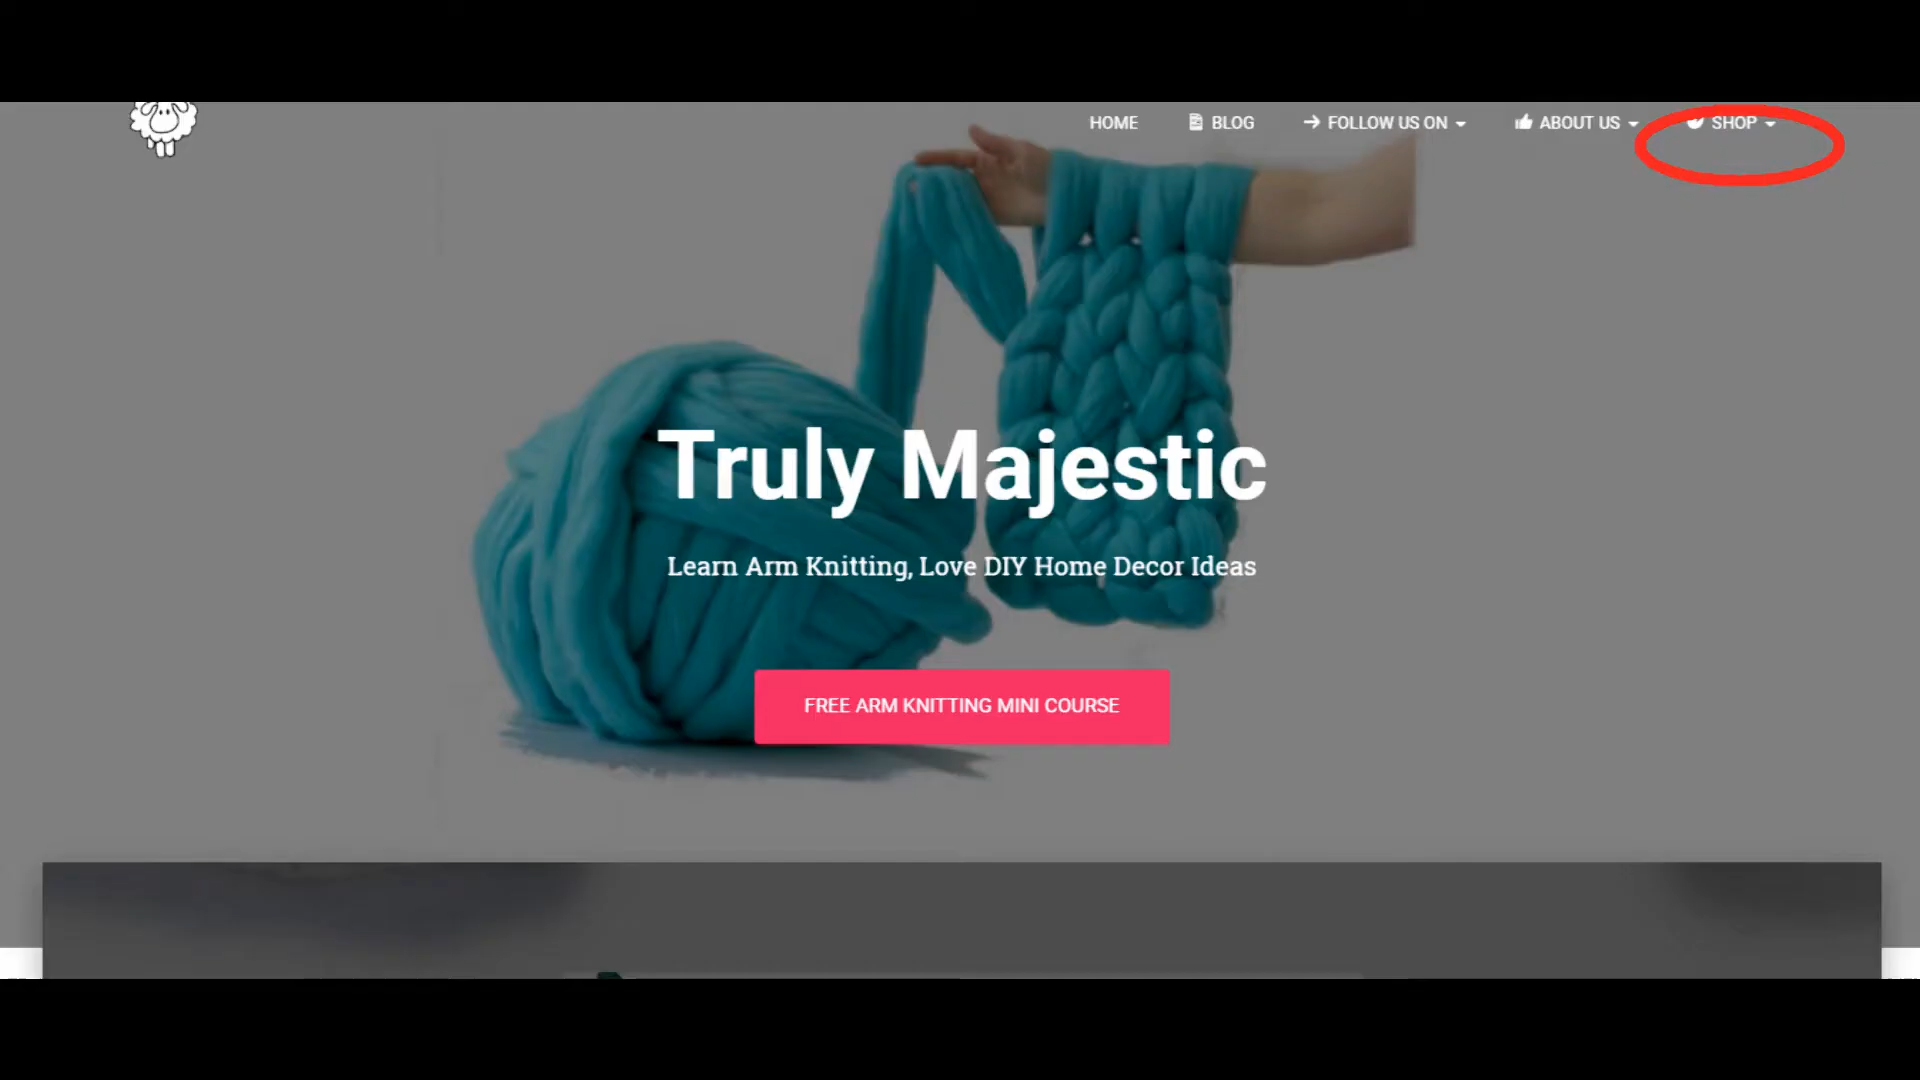 HOME BLOG FOLLOW US ON ABOUT US SHOP
Truly Majestic
Learn Arm Knitting, Love DIY Home Decor Ideas
FREE ARM KNITTING MINI COURSE